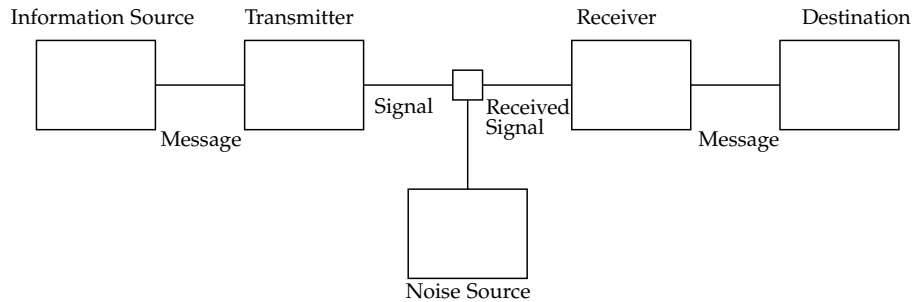 Information Source
Transmitter
Receiver
Destination
Message
Signal
Received
Signal
Message
Noise Source